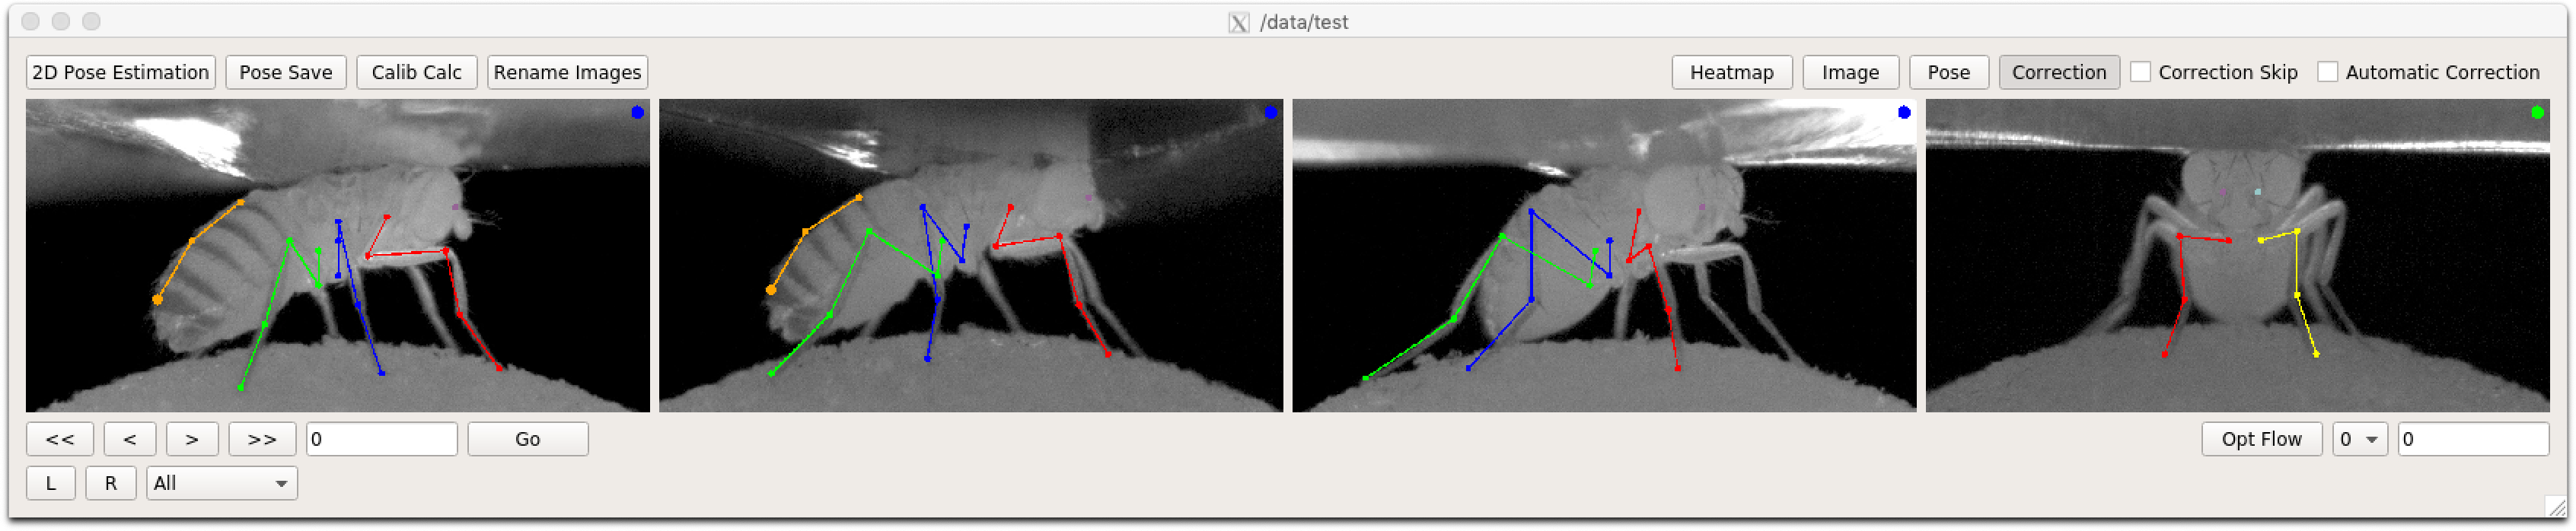 /data/test
2D Pose Estimation Pose Save Calib Calc Rename Images Heatmap Image Pose Correction Correction Skip Automatic Correction
<< < > >> 0 Go Opt Flow 0 0
L R All